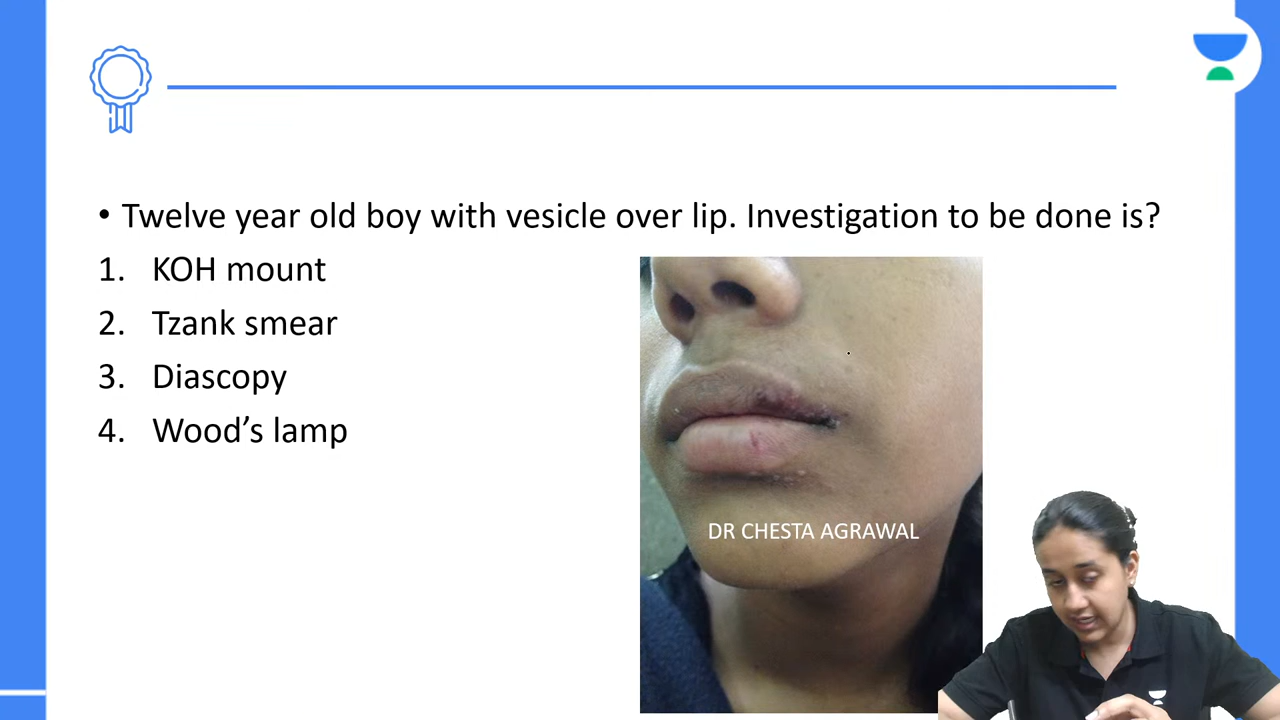 • Twelve year old boy with vesicle over lip. Investigation to be done is?
1. KOH mount
2. Tzank smear
3. Diascopy
4. Wood’s lamp
DR CHESTA AGRAWAL